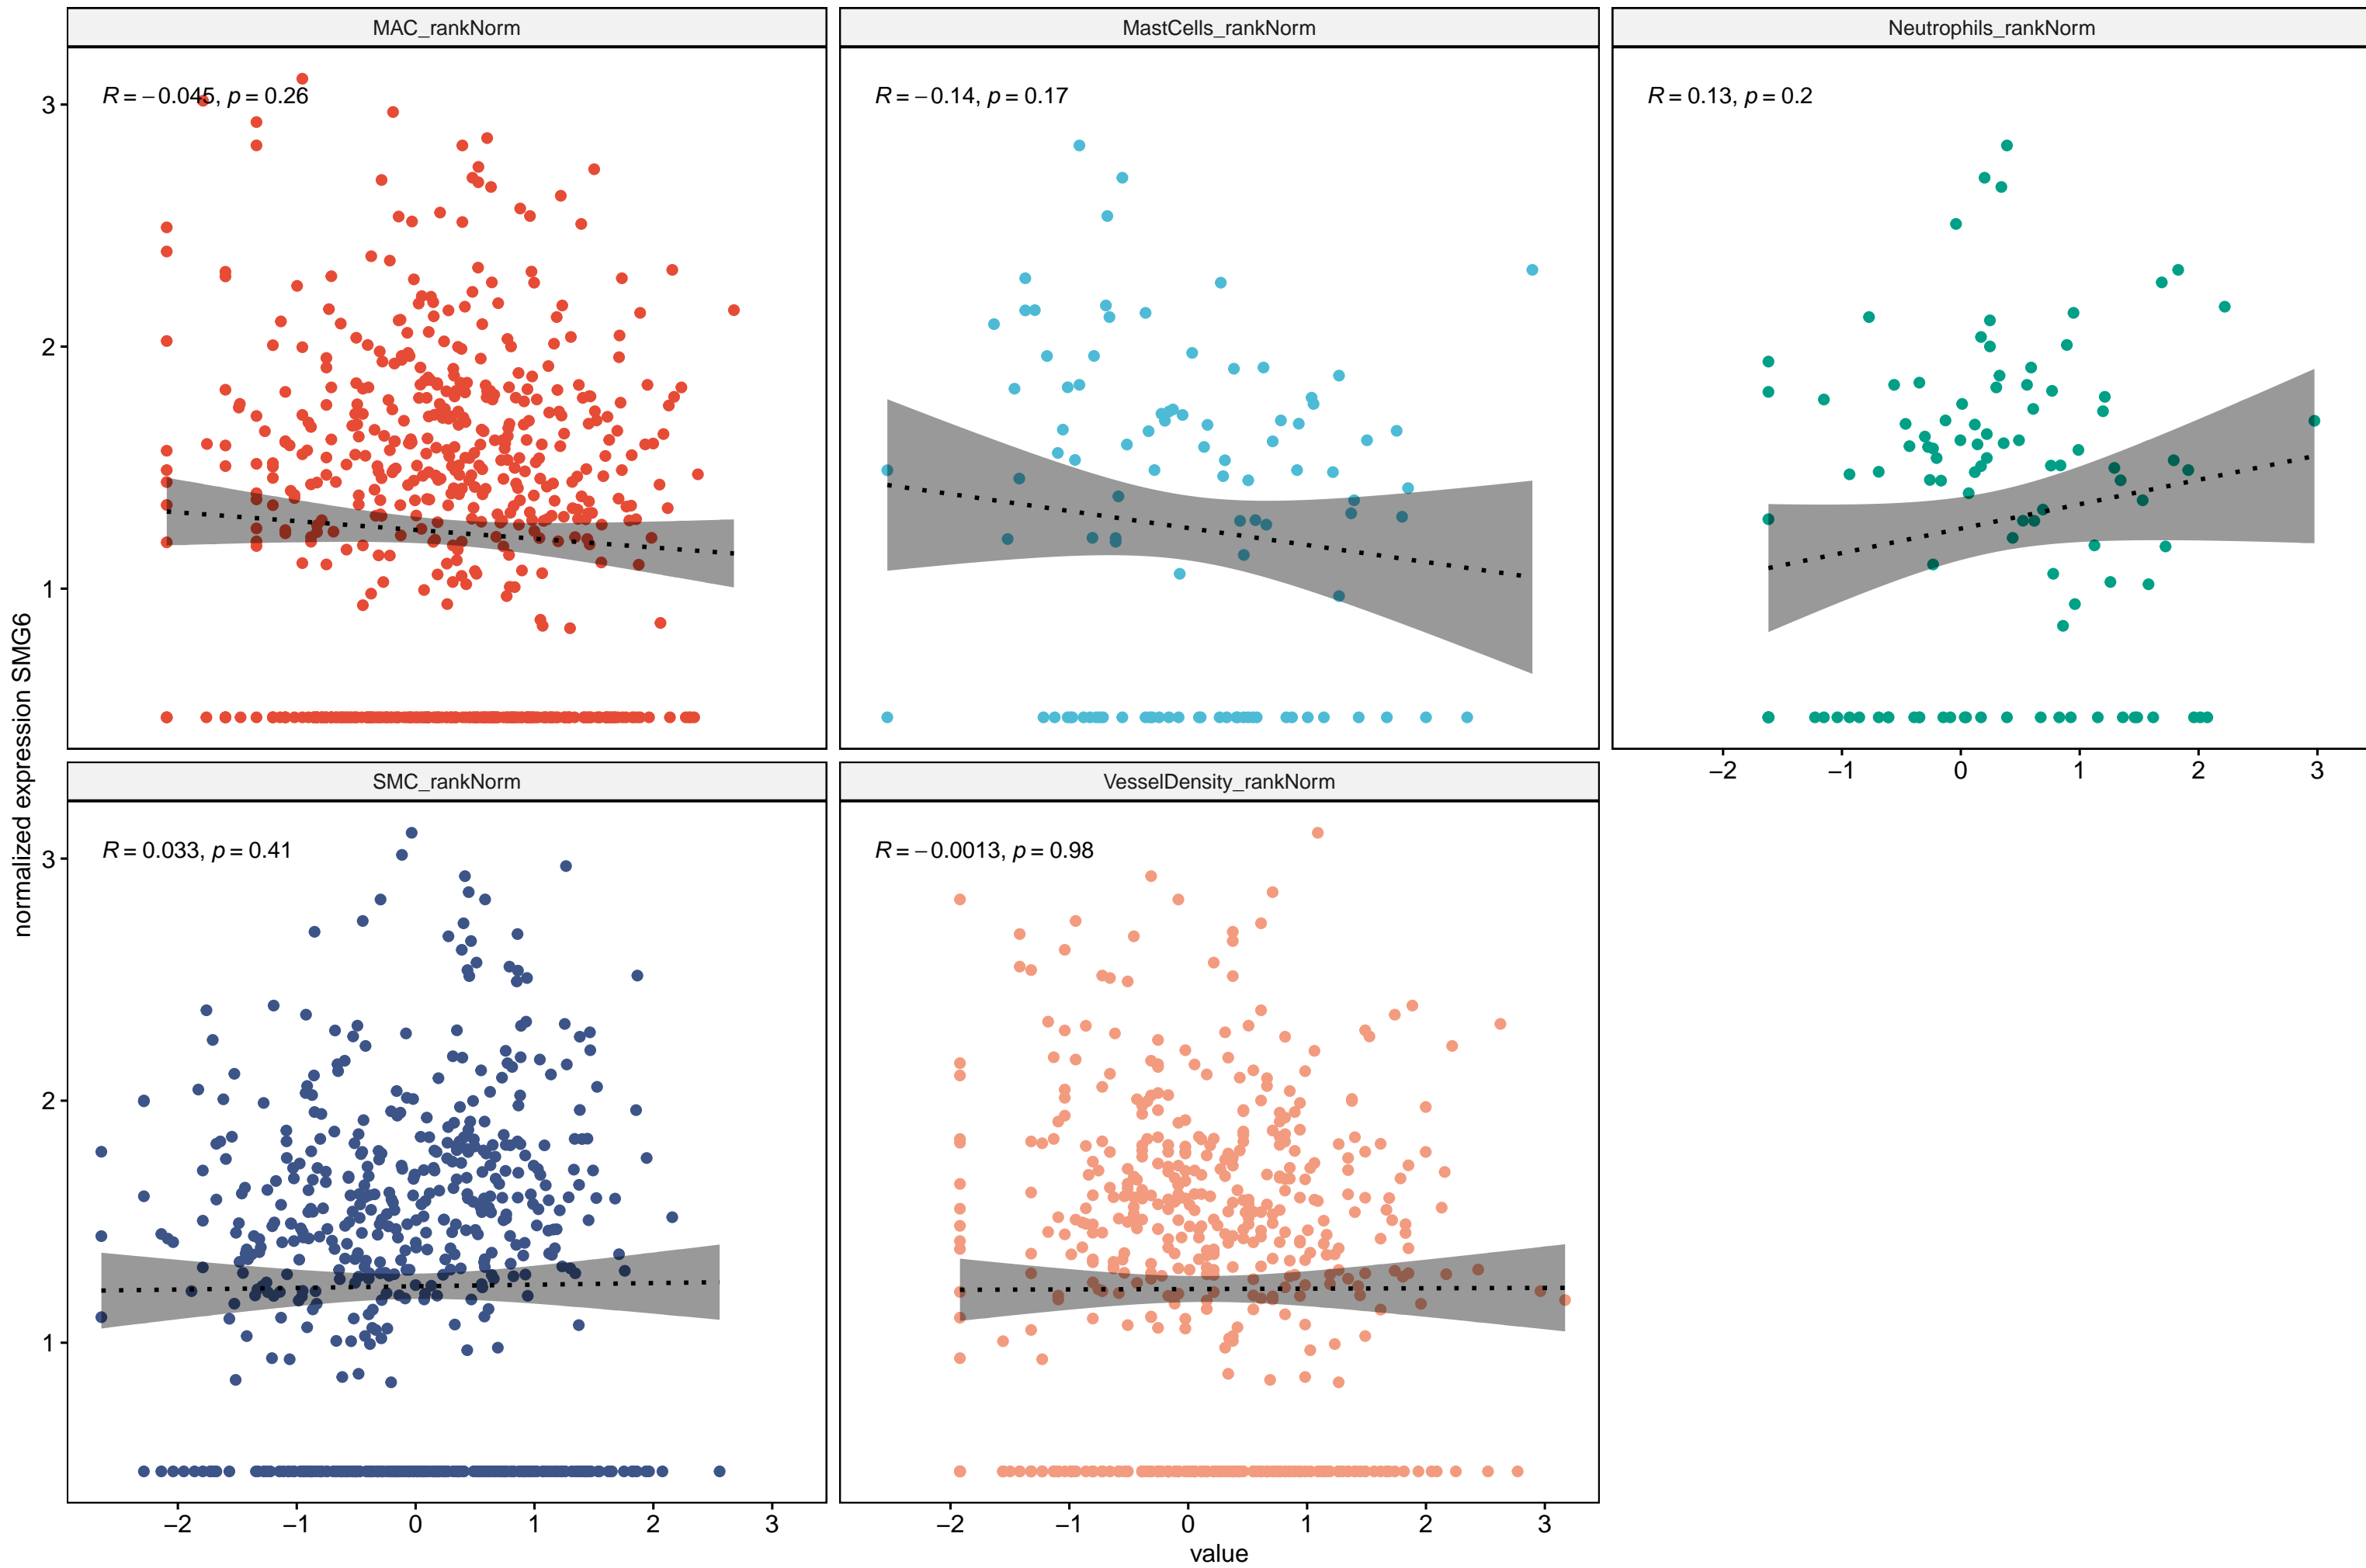 MAC_rankNorm
MastCells_rankNorm
Neutrophils_rankNorm
R = −0.045, p = 0.26
R = −0.14, p = 0.17
R = 0.13, p = 0.2
3
2
1
−2 −1 0 1 2 3
SMC_rankNorm
VesselDensity_rankNorm
R = 0.033, p = 0.41
R = −0.0013, p = 0.98
3
2
1
−2 −1 0 1 2 3
−2 −1 0 1 2 3
value
normalized expression SMG6